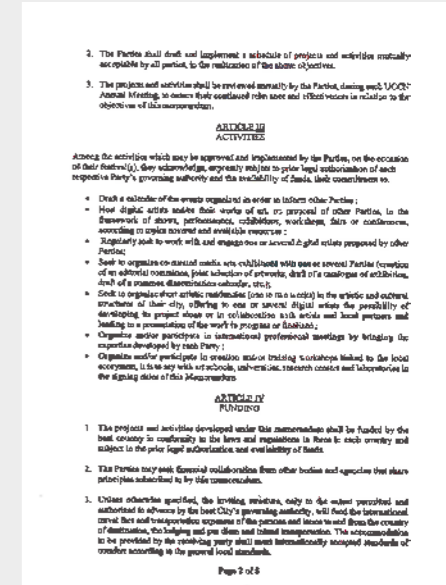 2. The Parties shall draft and implement a schedule of projects and activities mutually
acceptable by all parties, to the realization of the above objectives.
3. The projects and activities shall be reviewed annually by the Parties, during each UCCN
Annual Meeting, to ensure their continued relevance and effectiveness in relation to the
objectives of this memorandum.
ARTICLE III
ACTIVITIES
Among the activities which may be approved and implemented by the Parties, on the occasion
of their festival(s), they acknowledge, expressly subject to prior legal authorization of each
respective Party's governing authority and the availability of funds, their commitment to:
• Draft a calendar of the events organized in order to inform other Parties ;
• Host digital artists and/or their works of art, on proposal of other Parties, in the
framework of shows, performances, exhibitions, workshops, fairs or conferences,
according to topics covered and available resources ;
• Regularly seek to work with and engage one or several digital artists proposed by other
Parties;
• Seek to organize co-curated media arts exhibitions with one or several Parties (creation
of an editorial committee, joint selection of artworks, draft of a catalogue of exhibition,
draft of a common dissemination calendar, etc.);
• Seek to organize short artistic residencies (one to two weeks) in the artistic and cultural
structures of their city, offering to one or several digital artists the possibility of
developing its project alone or in collaboration with artists and local partners and
leading to a presentation of the work in progress or finalized ;
• Organize and/or participate in international professional meetings by bringing the
expertise developed by each Party ;
• Organize and/or participate in creation and/or training workshops linked to the local
ecosystem, it is to say with art schools, universities, research centers and laboratories in
the signing cities of this Memorandum
ARTICLE IV
FUNDING
1 The projects and activities developed under this memorandum shall be funded by the
host country in conformity to the laws and regulations in force in each country and
subject to the prior legal authorization and availability of funds.
2. The Parties may seek financial collaboration from other bodies and agencies that share
principles subscribed to by this memorandum.
3. Unless otherwise specified, the inviting structure, only to the extent permitted and
authorized in advance by the host City's governing authority, will fund the international
travel fees and transportation expenses of the persons and to and from the country
of destination, the lodging and per diem and inland transportation. The accommodation
to be provided by the receiving party shall meet internationally accepted standards of
comfort according to the general local standards.
Page 2 of 8